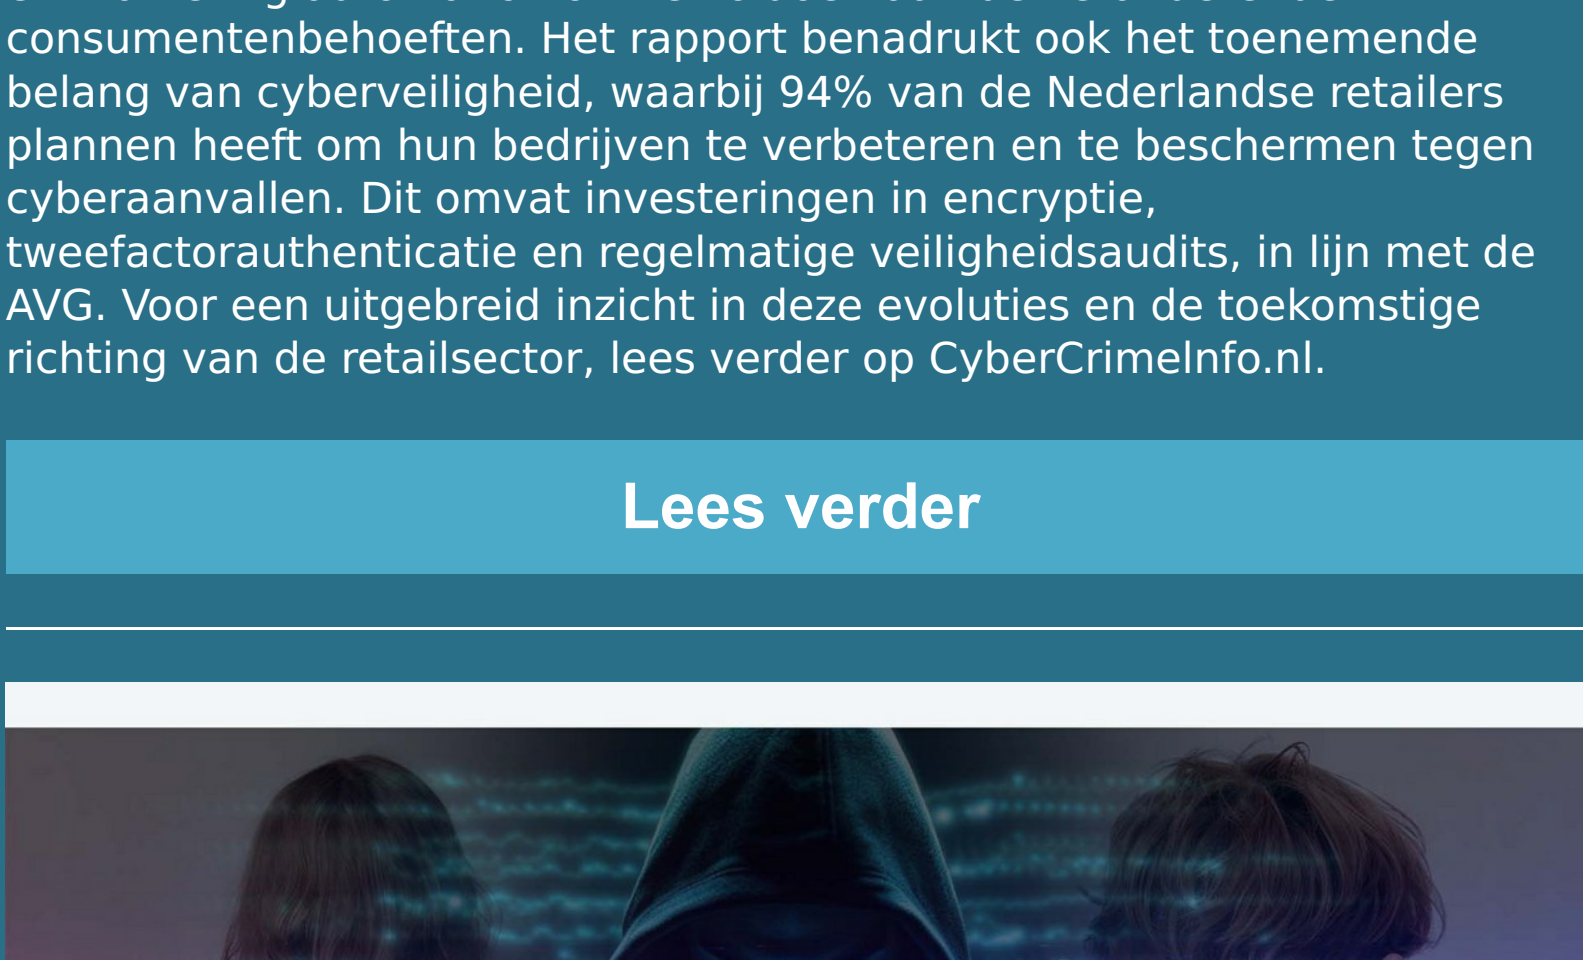 consumentenbehoeften. Het rapport benadrukt ook het toenemende
belang van cyberveiligheid, waarbij 94% van de Nederlandse retailers
plannen heeft om hun bedrijven te verbeteren en te beschermen tegen
cyberaanvallen. Dit omvat investeringen in encryptie,
tweefactorauthenticatie en regelmatige veiligheidsaudits, in lijn met de
AVG. Voor een uitgebreid inzicht in deze evoluties en de toekomstige
richting van de retailsector, lees verder op CyberCrimeInfo.nl.
Lees verder